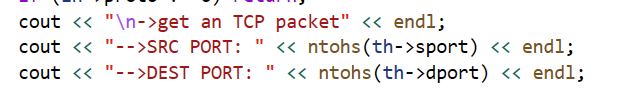 cout << "\n->get an TCP packet" << endl;
cout << "-->SRC PORT: " << ntohs(th->sport) << endl;
cout << "-->DEST PORT: " << ntohs(th->dport) << endl;